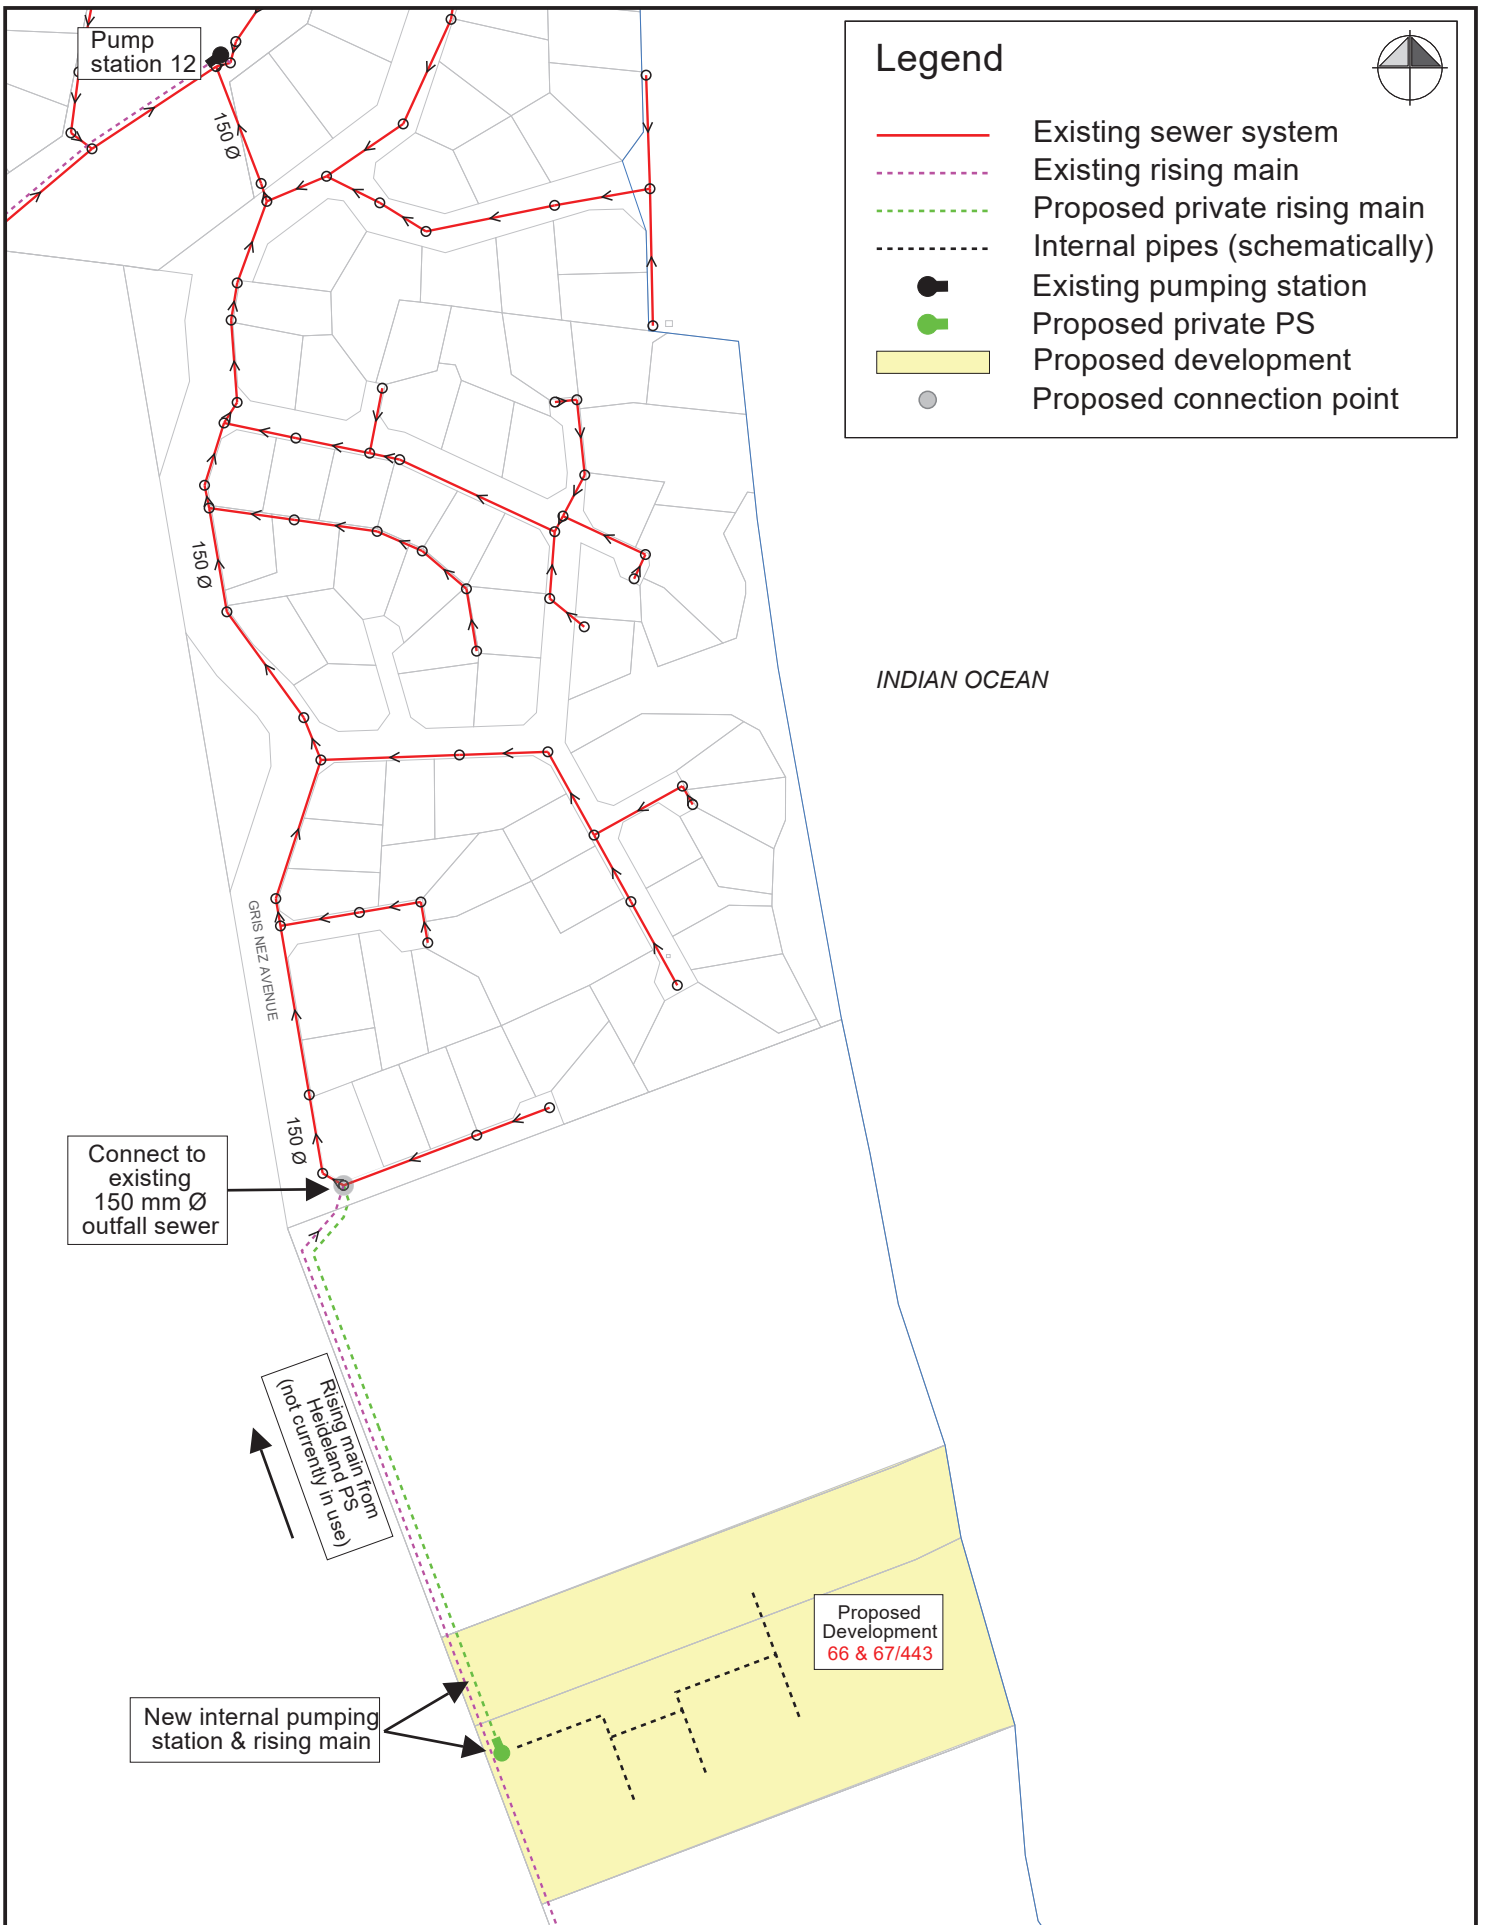 Pump
station 12
Legend
Existing sewer system
Existing rising main
Proposed private rising main
Internal pipes (schematically)
Existing pumping station
Proposed private PS
Proposed development
Proposed connection point
150 Ø
150 Ø
INDIAN OCEAN
GRIS NEZ AVENUE
150 Ø
Connect to
existing
150 mm Ø
outfall sewer
Rising main from
Heideland PS
(not currently in use)
Proposed
Development
66 & 67/443
New internal pumping
station & rising main